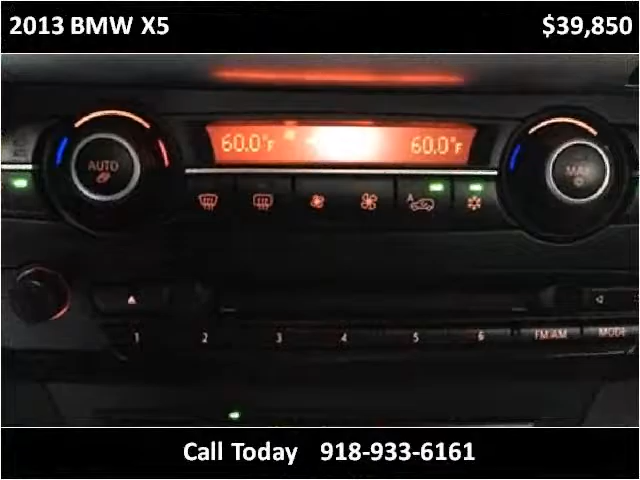 2013 BMW X5 $39,850
60.0°F 60.0°F
AUTO
MAX
A
1 2 3 4 5 6 FM/AM MODE
Call Today 918-933-6161